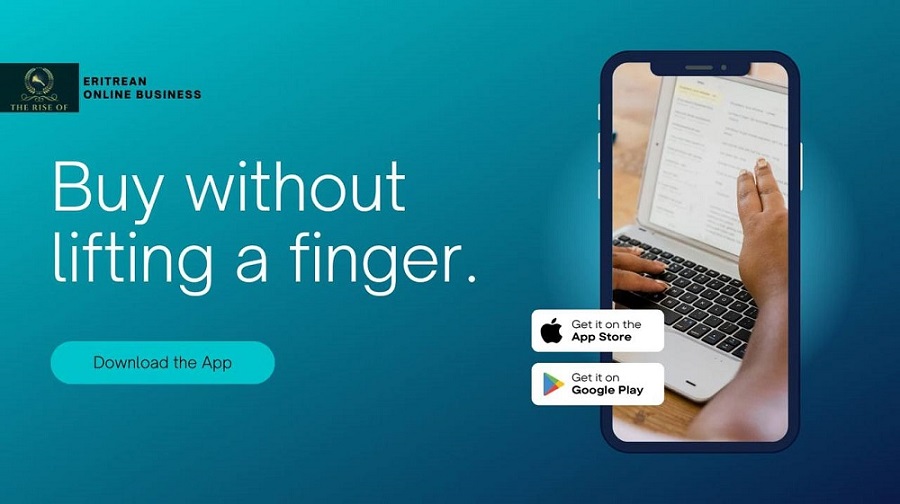 THE RISE OF
ERITREAN
ONLINE BUSINESS
Buy without
lifting a finger.
Download the App
Get it on the
App Store
Get it on
Google Play